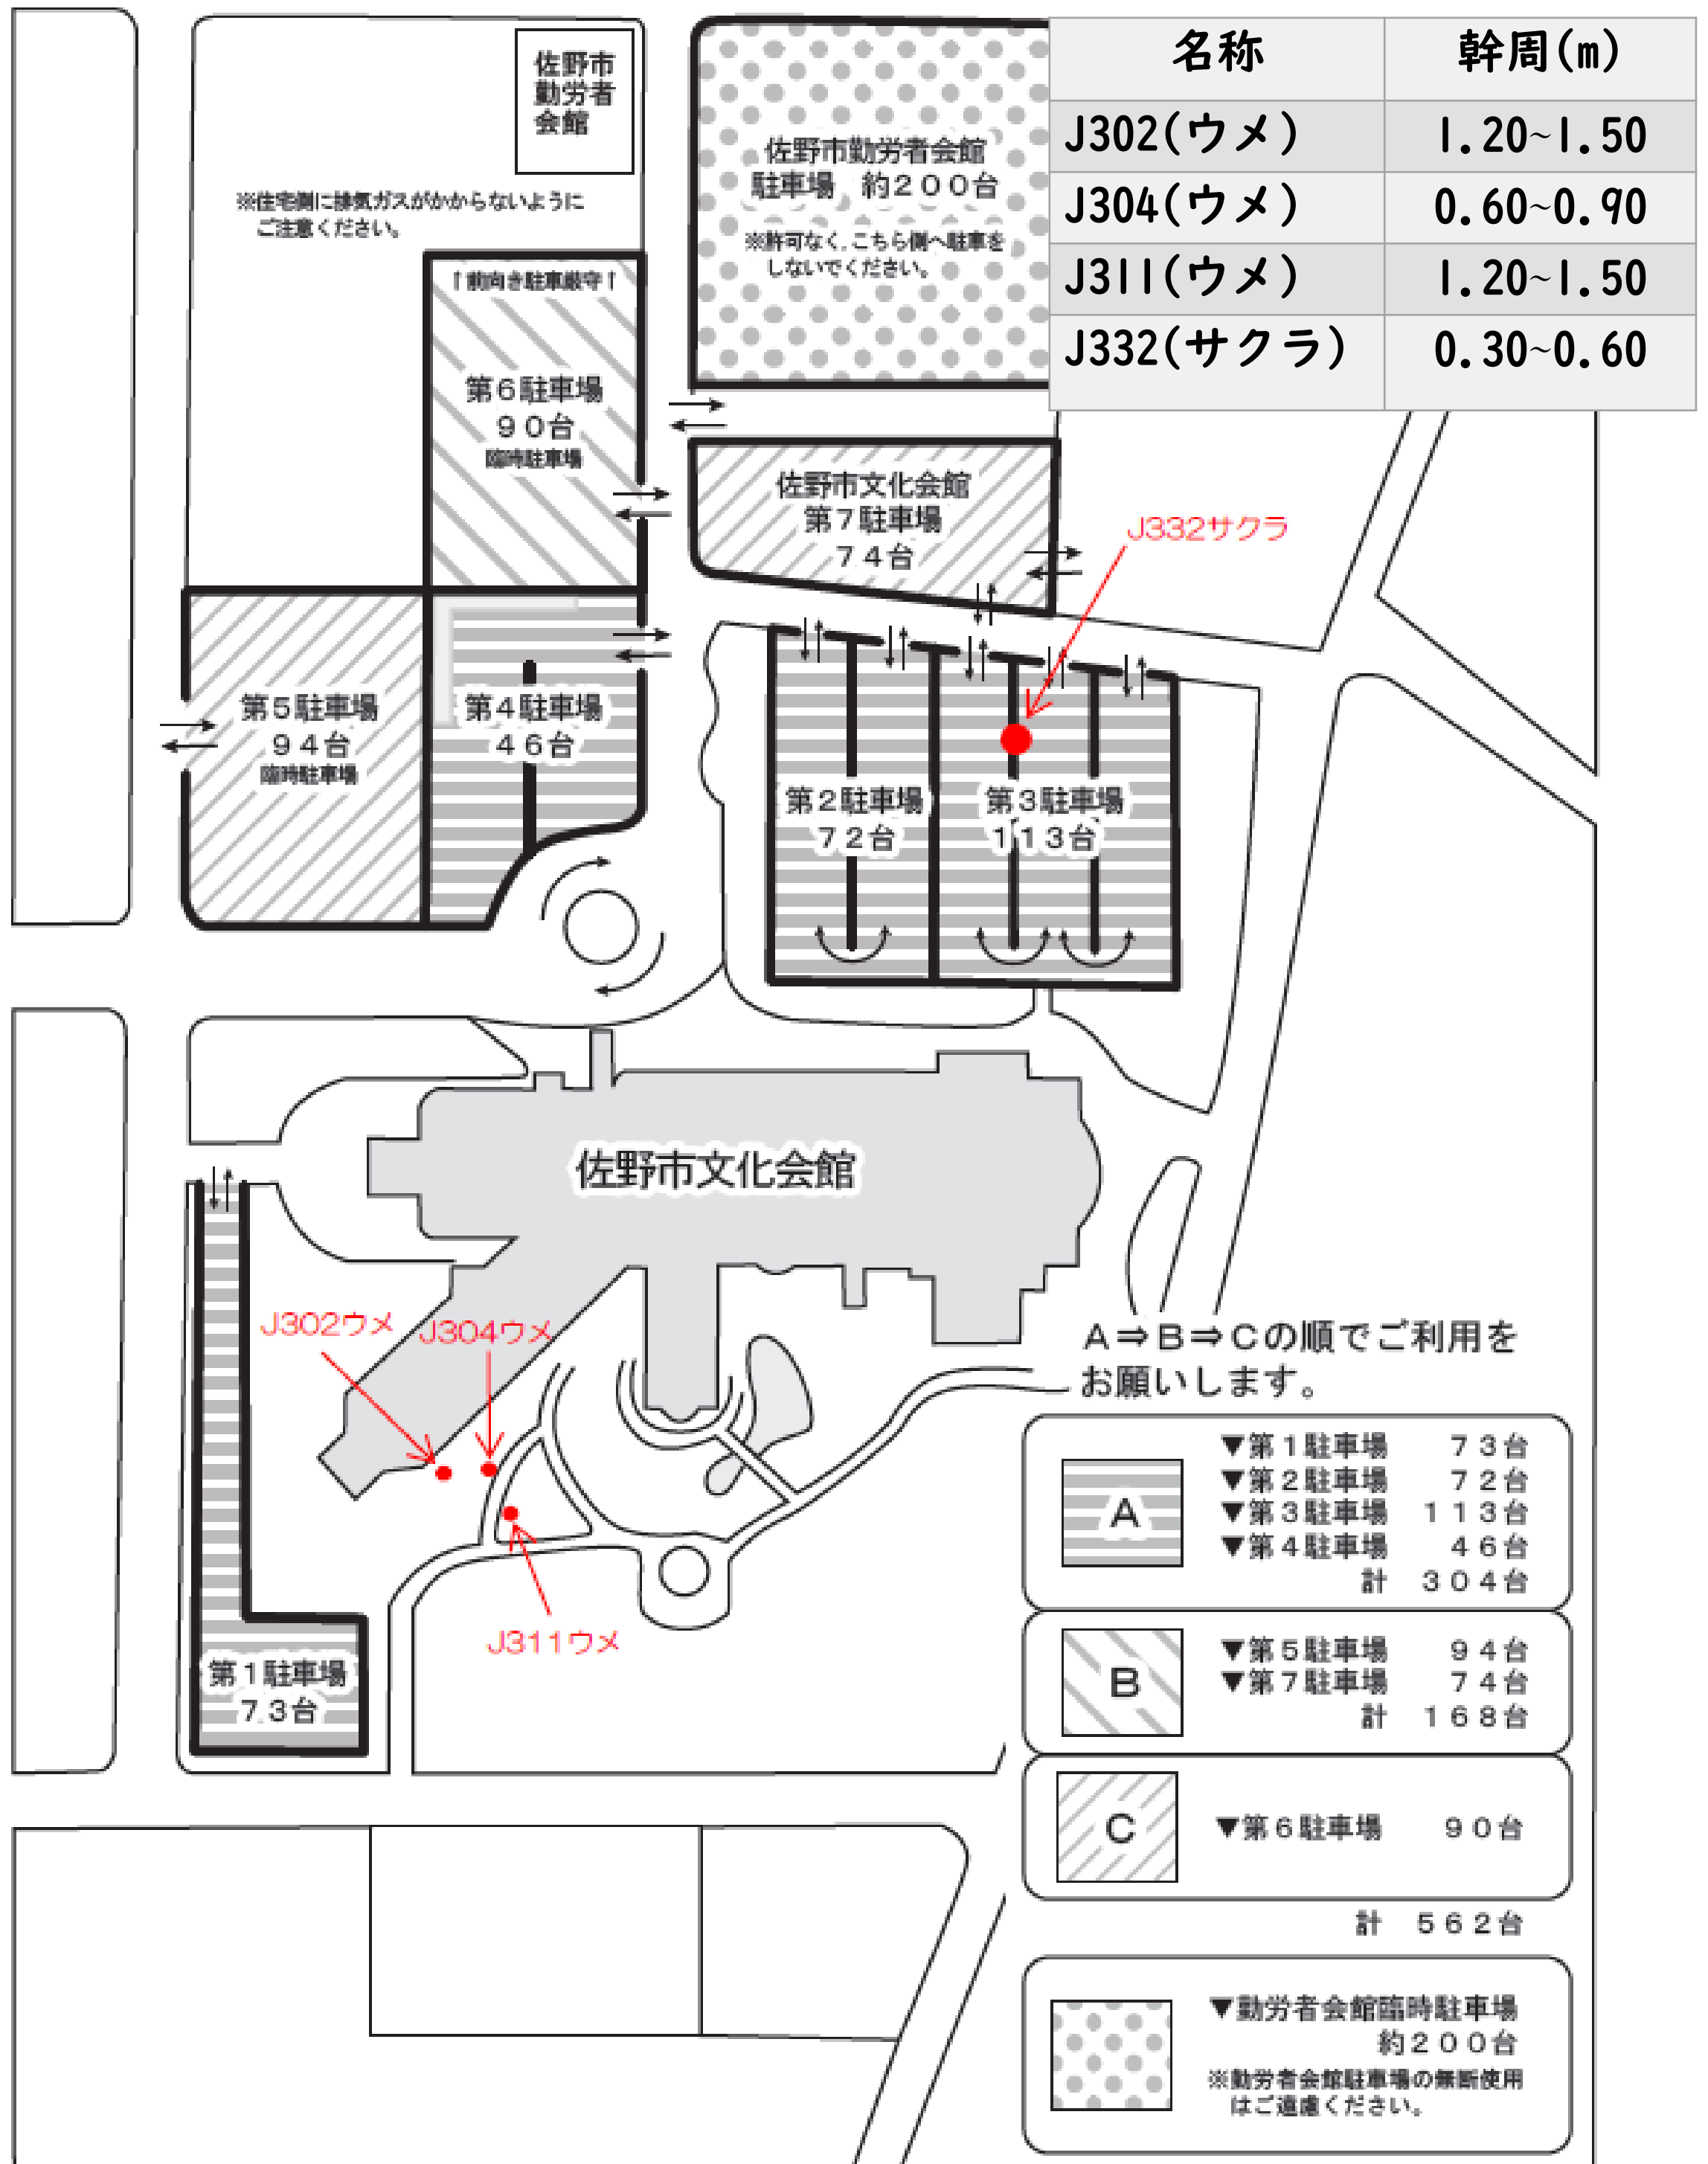 佐野市
勤労者
会館
※住宅側に排気ガスがかからないように
ご注意ください。
佐野市勤労者会館
駐車場 約200台
※許可なく、こちら側へ駐車を
しないでください。
名称 幹周(m)
J302(ウメ) 1.20~1.50
J304(ウメ) 0.60~0.90
J311(ウメ) 1.20~1.50
J332(サクラ) 0.30~0.60
↑前向き駐車厳守↑
第6駐車場
90台
臨時駐車場
佐野市文化会館
第7駐車場
74台
J332サクラ
第5駐車場
94台
臨時駐車場
第4駐車場
46台
第2駐車場
72台
第3駐車場
113台
佐野市文化会館
J302ウメ
J304ウメ
J311ウメ
第1駐車場
73台
A⇒B⇒Cの順でご利用を
お願いします。
A
▼第1駐車場 73台
▼第2駐車場 72台
▼第3駐車場 113台
▼第4駐車場 46台
計 304台
B
▼第5駐車場 94台
▼第7駐車場 74台
計 168台
C
▼第6駐車場 90台
計 562台
▼勤労者会館臨時駐車場
約200台
※勤労者会館駐車場の無断使用
はご遠慮ください。